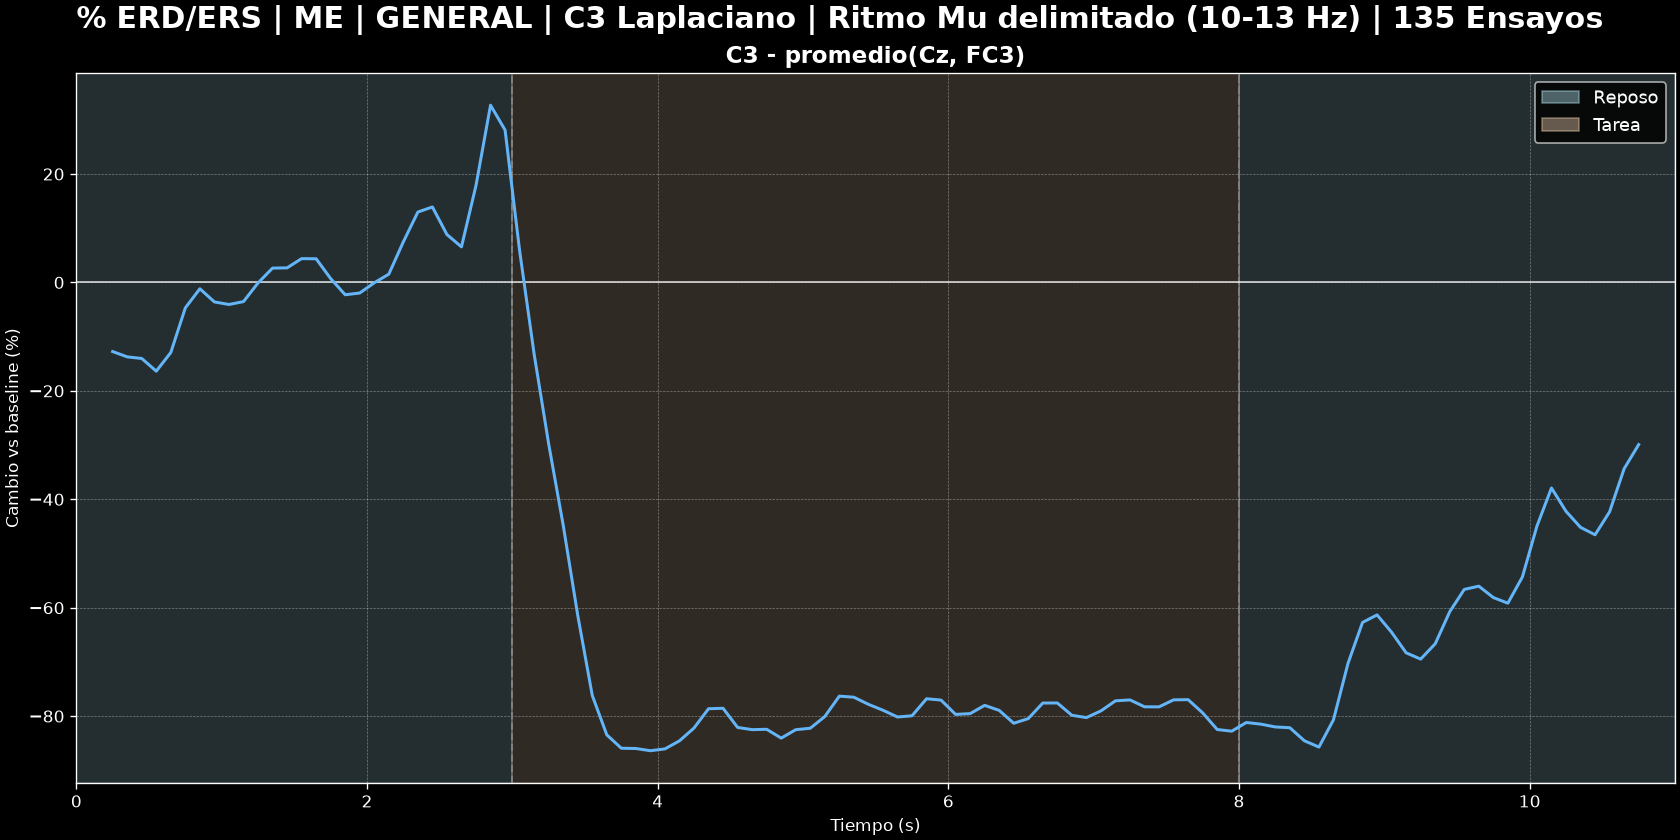 % ERD/ERS | ME | GENERAL | C3 Laplaciano | Ritmo Mu delimitado (10-13 Hz) | 135 Ensayos
C3 - promedio(Cz, FC3)
Reposo
Tarea
Cambio vs baseline (%)
20
0
−20
−40
−60
−80
0 2 4 6 8 10
Tiempo (s)